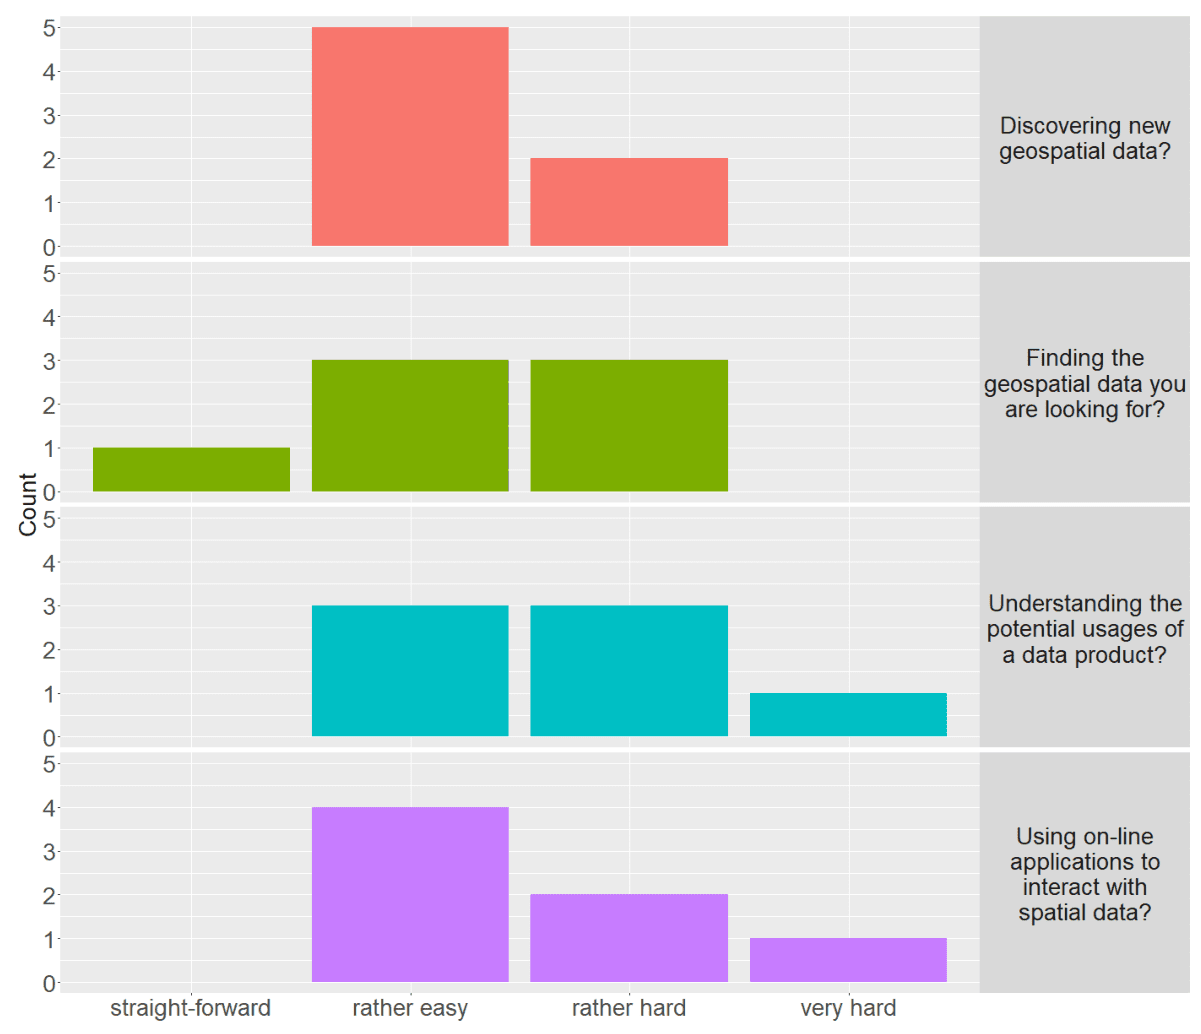 5
4
3
2
1
0
Discovering new
geospatial data?
5
4
3
2
1
0
Finding the
geospatial data you
are looking for?
Count
5
4
3
2
1
0
Understanding the
potential usages of
a data product?
5
4
3
2
1
0
Using on-line
applications to
interact with
spatial data?
straight-forward rather easy rather hard very hard